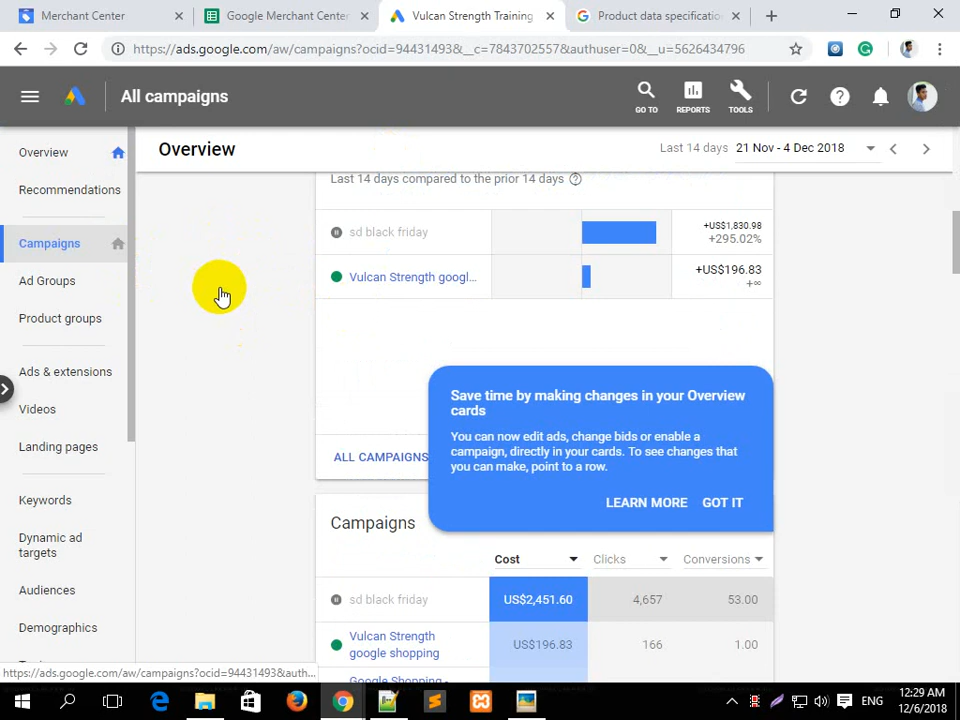 Merchant Center
Google Merchant Center
Vulcan Strength Training
Product data specificatio
https://ads.google.com/aw/campaigns?ocid=94431493&__c=7843702557&authuser=0&__u=5626434796
All campaigns
GO TO
REPORTS
TOOLS
Overview
Recommendations
Campaigns
Ad Groups
Product groups
Ads & extensions
Videos
Landing pages
Keywords
Dynamic ad
targets
Audiences
Demographics
Overview
Last 14 days
21 Nov - 4 Dec 2018
Last 14 days compared to the prior 14 days
sd black friday
+US$1,830.98
+295.02%
Vulcan Strength googl...
+US$196.83
+∞
ALL CAMPAIGNS
Save time by making changes in your Overview
cards
You can now edit ads, change bids or enable a
campaign, directly in your cards. To see changes that
you can make, point to a row.
LEARN MORE
GOT IT
Campaigns
Cost
Clicks
Conversions
sd black friday
US$2,451.60
4,657
53.00
Vulcan Strength
google shopping
US$196.83
166
1.00
Google Shopping -
https://ads.google.com/aw/campaigns?ocid=94431493&auth...
ENG
12:29 AM
12/6/2018